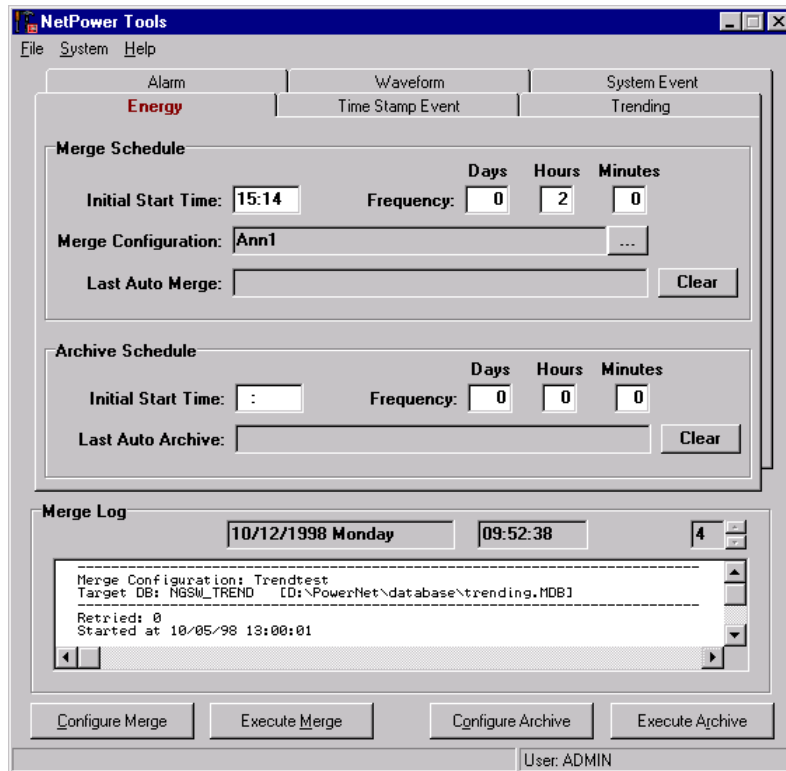 NetPower Tools
File System Help
Alarm Waveform System Event
Energy Time Stamp Event Trending
Merge Schedule
Days Hours Minutes
Initial Start Time: 15:14 Frequency: 0 2 0
Merge Configuration: Ann1 ...
Last Auto Merge: Clear
Archive Schedule
Days Hours Minutes
Initial Start Time: : Frequency: 0 0 0
Last Auto Archive: Clear
Merge Log
10/12/1998 Monday 09:52:38 4
Merge Configuration: Trendtest
Target DB: NGSW_TREND [D:\PowerNet\database\trending.MDB]
Retried: 0
Started at 10/05/98 13:00:01
Configure Merge Execute Merge Configure Archive Execute Archive
User: ADMIN